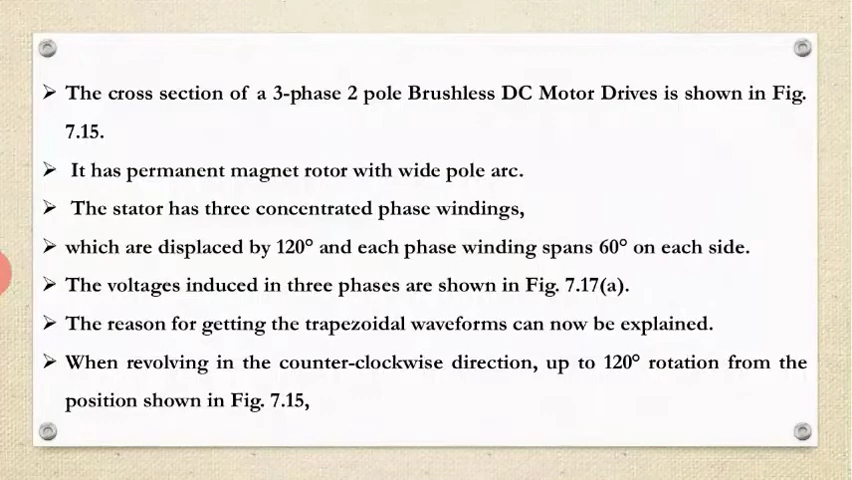 ➢ The cross section of a 3-phase 2 pole Brushless DC Motor Drives is shown in Fig.
7.15.
➢ It has permanent magnet rotor with wide pole arc.
➢ The stator has three concentrated phase windings,
➢ which are displaced by 120° and each phase winding spans 60° on each side.
➢ The voltages induced in three phases are shown in Fig. 7.17(a).
➢ The reason for getting the trapezoidal waveforms can now be explained.
➢ When revolving in the counter-clockwise direction, up to 120° rotation from the
position shown in Fig. 7.15,